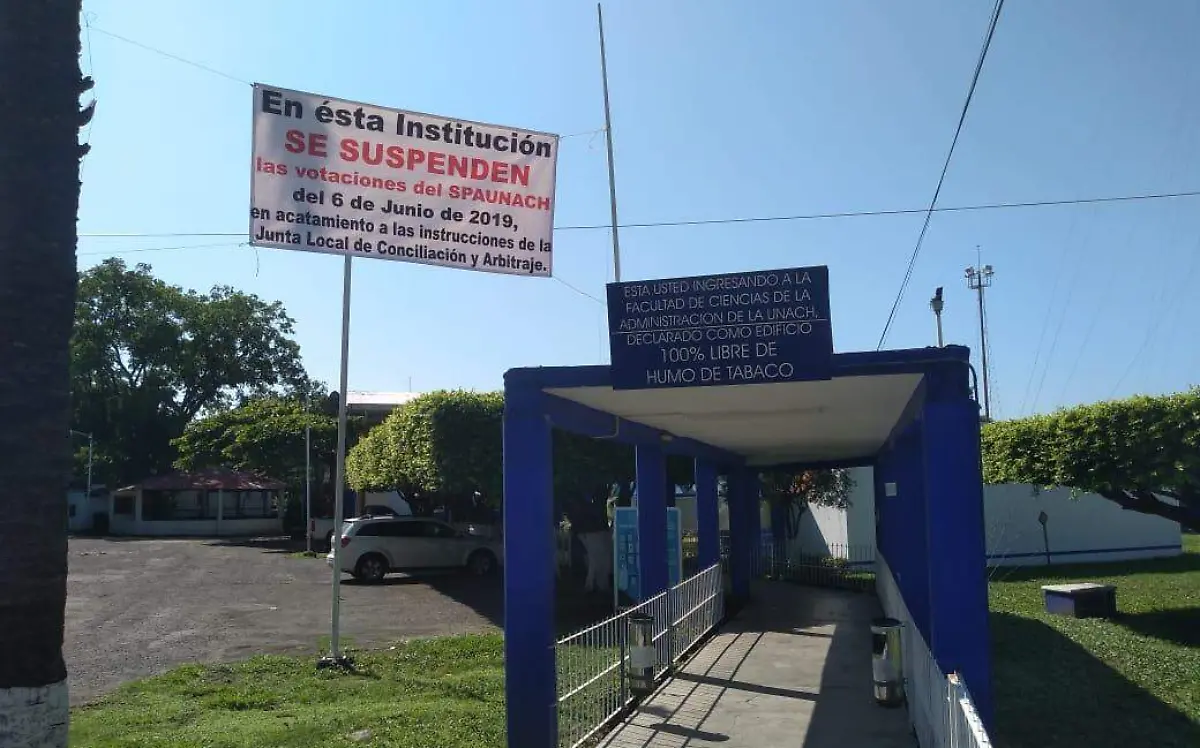 En ésta Institución
SE SUSPENDEN
las votaciones del SPAUNACH
del 6 de Junio de 2019,
en acatamiento a las instrucciones de la
Junta Local de Conciliación y Arbitraje.
ESTA USTED INGRESANDO A LA
FACULTAD DE CIENCIAS DE LA
ADMINISTRACION DE LA UNACH,
DECLARADO COMO EDIFICIO
100% LIBRE DE
HUMO DE TABACO